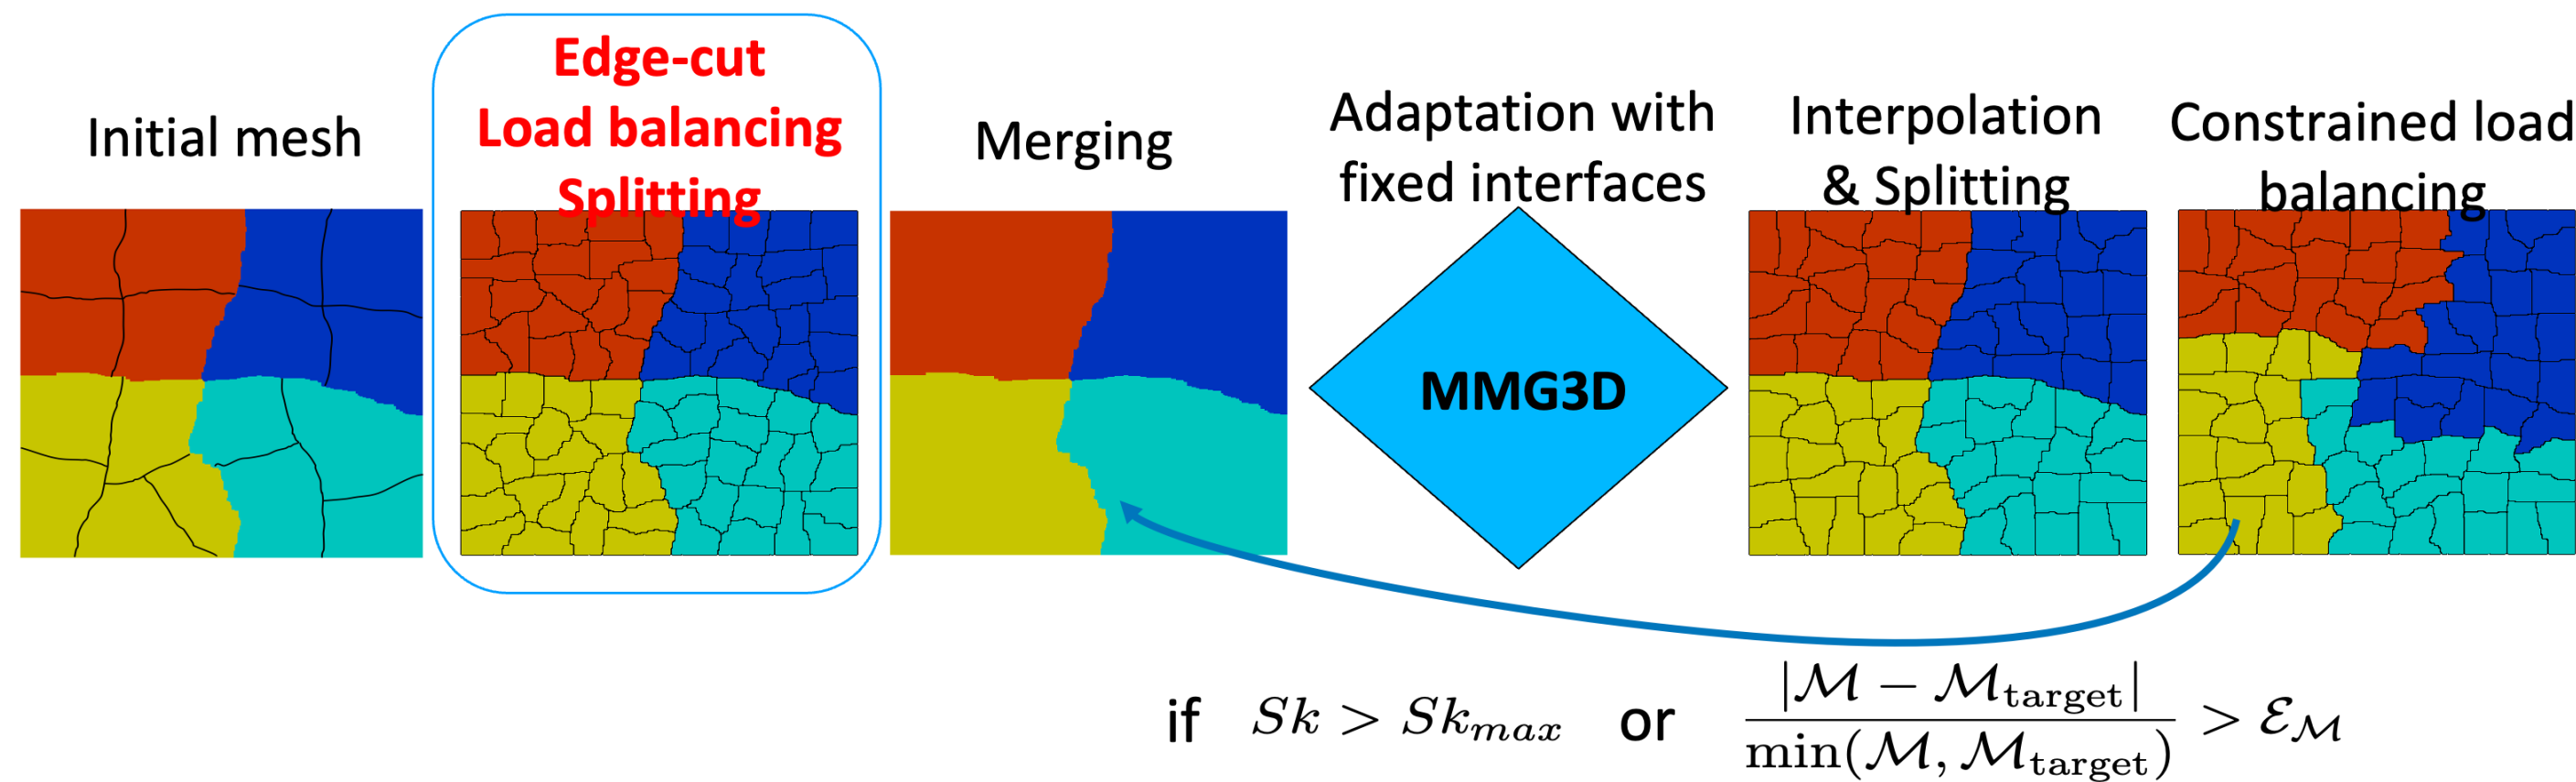 Initial mesh
Edge-cut
Load balancing
Splitting
Merging
Adaptation with
fixed interfaces
Interpolation
& Splitting
Constrained load
balancing
MMG3D
if Sk > Sk_max or |ℳ − ℳ_target| / min(ℳ, ℳ_target) > ℰ_ℳ